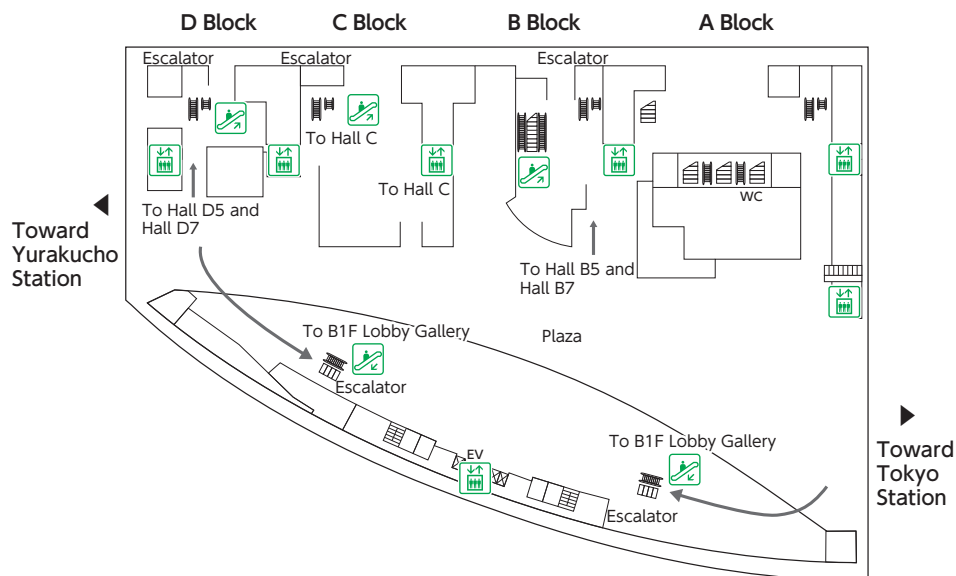 D Block
C Block
B Block
A Block
Escalator
Escalator
Escalator
To Hall C
To Hall C
WC
To Hall D5 and
Hall D7
Toward
Yurakucho
Station
To Hall B5 and
Hall B7
To B1F Lobby Gallery
Plaza
Escalator
To B1F Lobby Gallery
Toward
Tokyo
Station
EV
Escalator